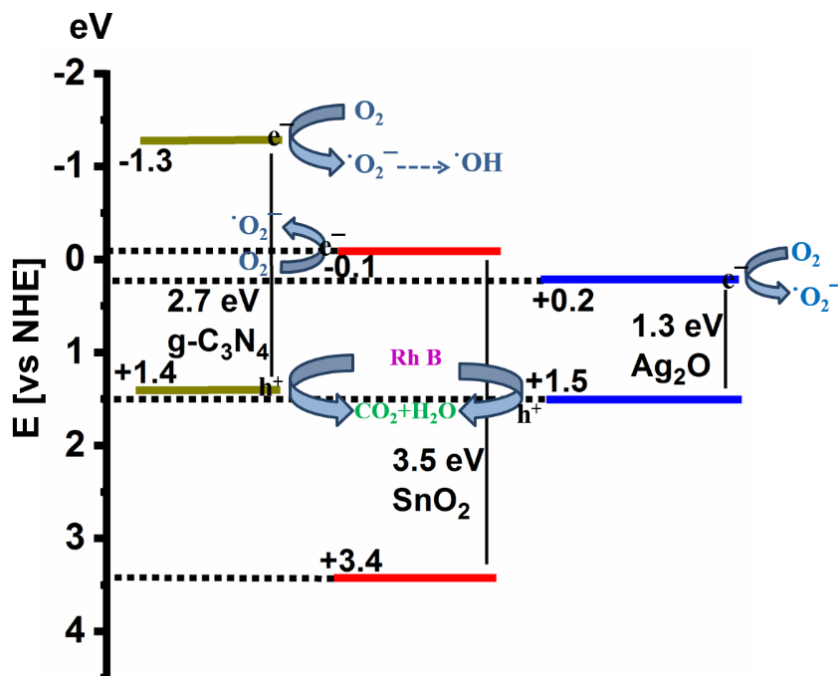 eV
-2
-1
0
1
2
3
4
E [vs NHE]
e⁻
O₂
-1.3
·O₂⁻ ·OH
·O₂⁻
e⁻
O₂
-0.1
+0.2
e⁻
O₂
·O₂⁻
2.7 eV
g-C₃N₄
1.3 eV
Ag₂O
+1.4
h⁺
Rh B
+1.5
CO₂+H₂O
h⁺
3.5 eV
SnO₂
+3.4